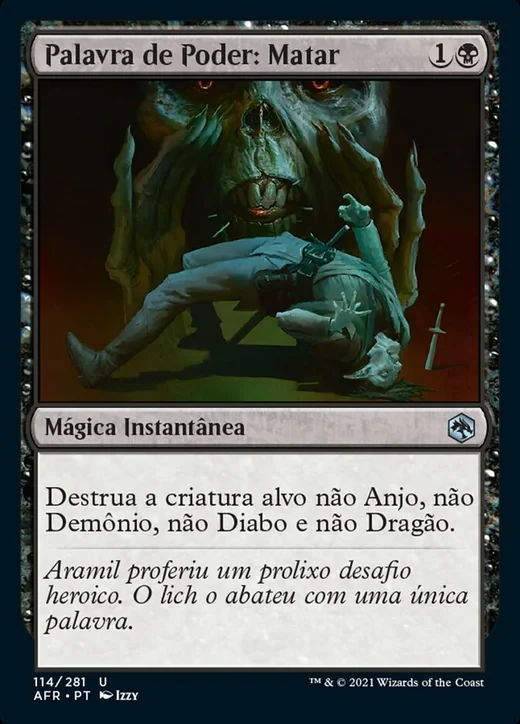 Palavra de Poder: Matar 1
Mágica Instantânea
Destrua a criatura alvo não Anjo, não
Demônio, não Diabo e não Dragão.
Aramil proferiu um prolixo desafio
heroico. O lich o abateu com uma única
palavra.
114/281 U
AFR • PT Izzy
™ & © 2021 Wizards of the Coast